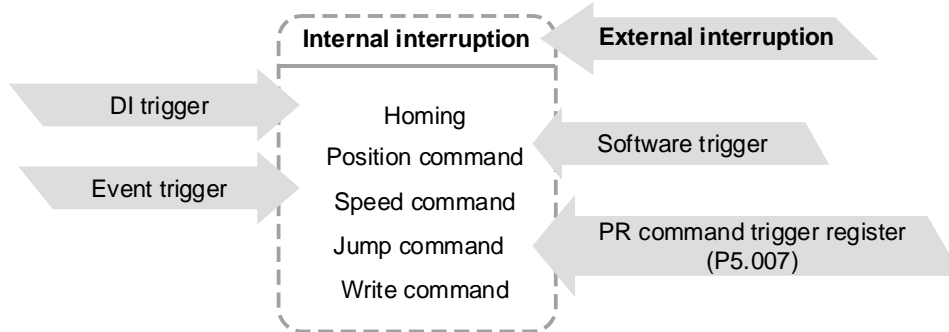 Internal interruption
External interruption
DI trigger
Event trigger
Homing
Position command
Speed command
Jump command
Write command
Software trigger
PR command trigger register
(P5.007)